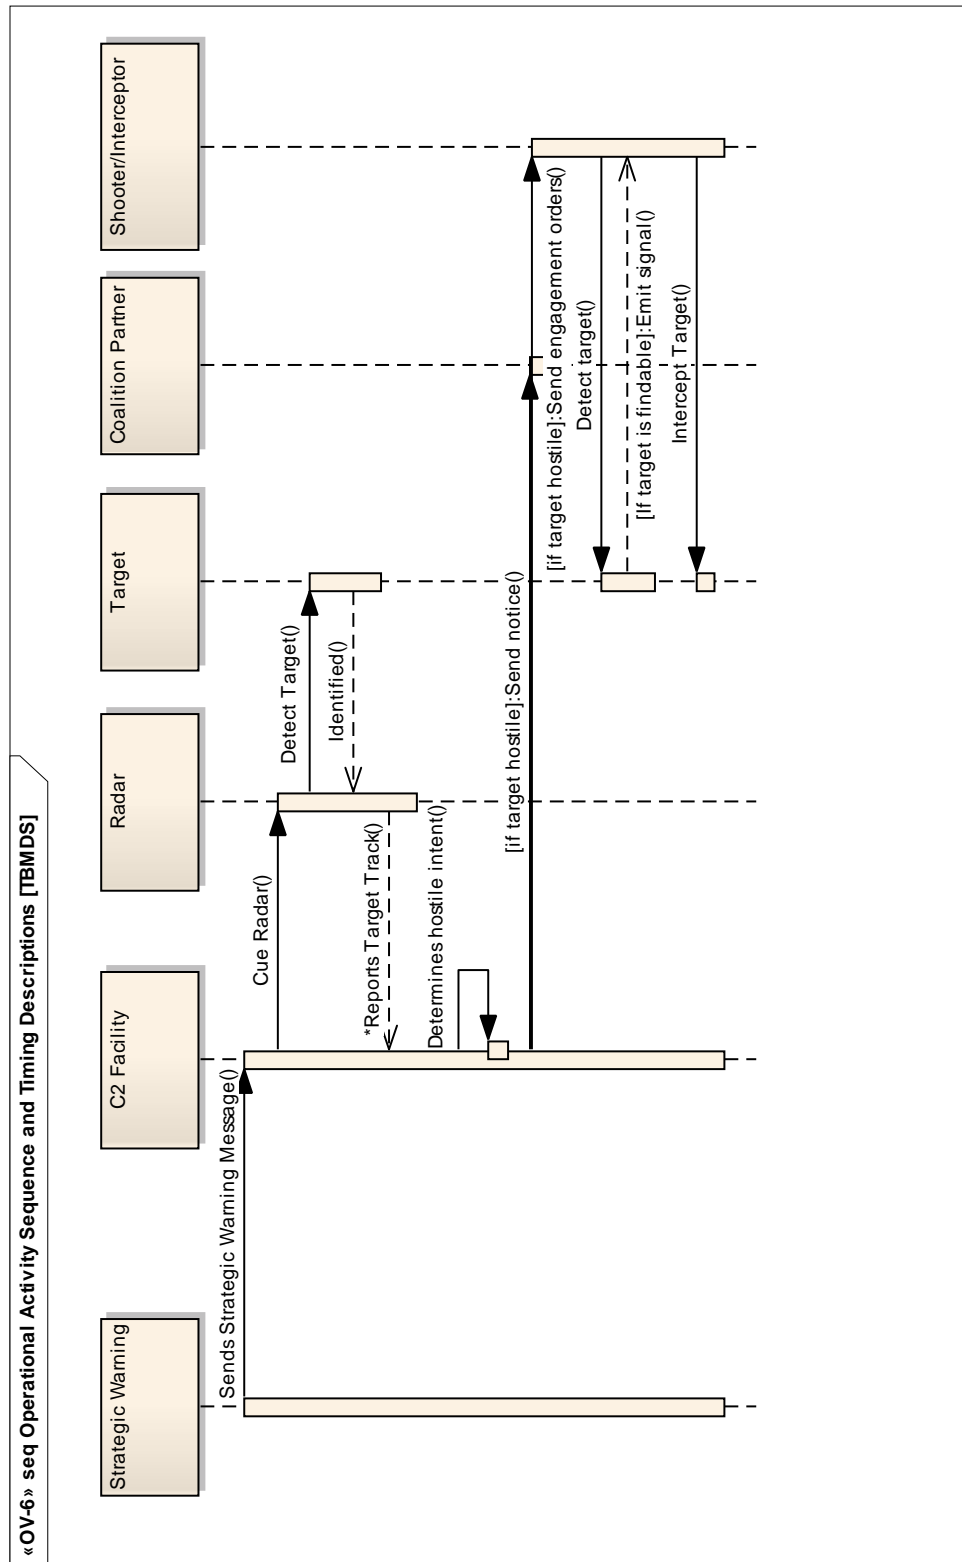 «OV-6» seq Operational Activity Sequence and Timing Descriptions [TBMDS]
Strategic Warning
C2 Facility
Radar
Target
Coalition Partner
Shooter/Interceptor
Sends Strategic Warning Message()
Cue Radar()
Detect Target()
Identified()
*Reports Target Track()
Determines hostile intent()
[if target hostile]:Send notice()
[if target hostile]:Send engagement orders()
Detect target()
[If target is findable]:Emit signal()
Intercept Target()